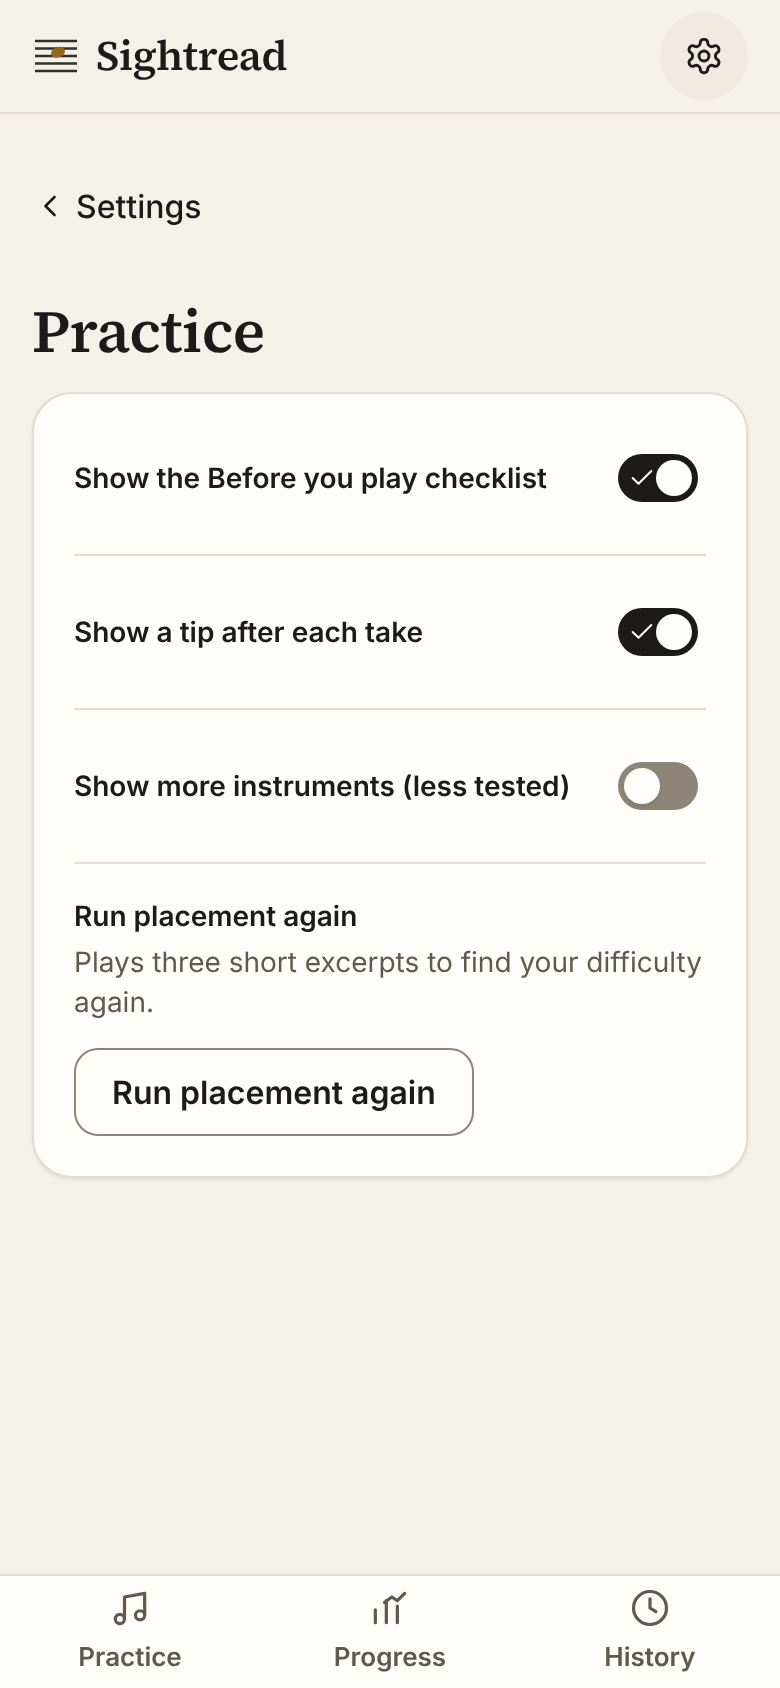 Sightread
Settings
Practice
Show the Before you play checklist
Show a tip after each take
Show more instruments (less tested)
Run placement again
Plays three short excerpts to find your difficulty
again.
Run placement again
Practice
Progress
History